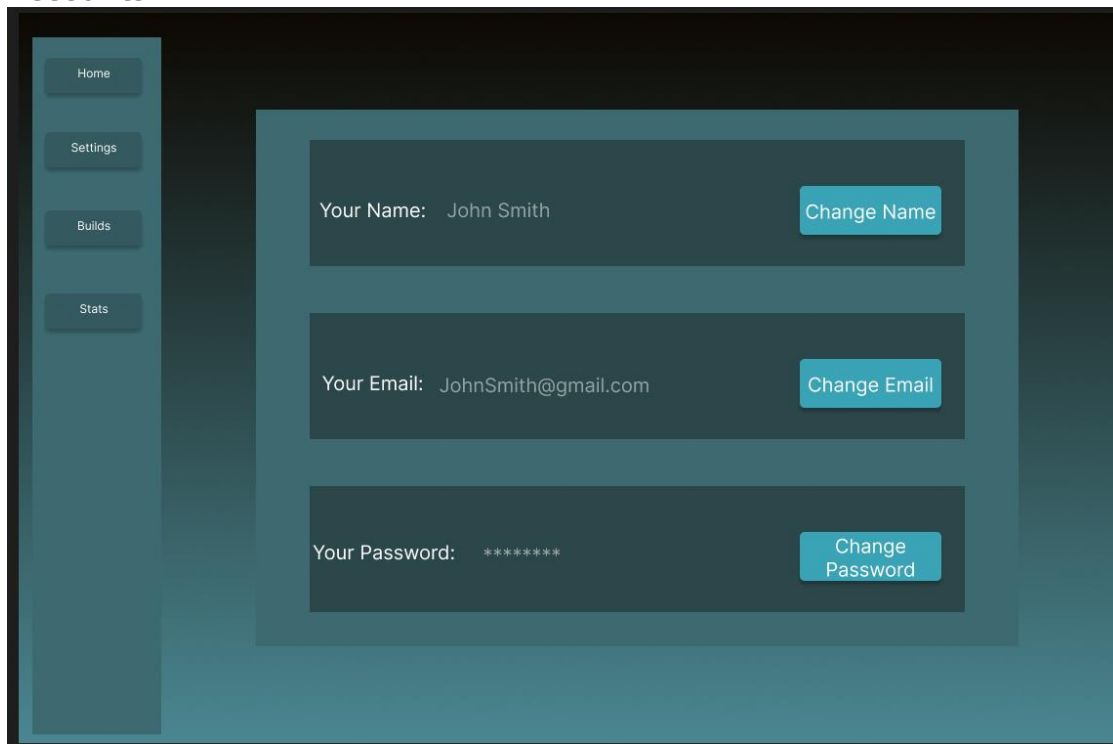 Home
Settings
Builds
Stats
Your Name: John Smith
Change Name
Your Email: JohnSmith@gmail.com
Change Email
Your Password: ********
Change
Password